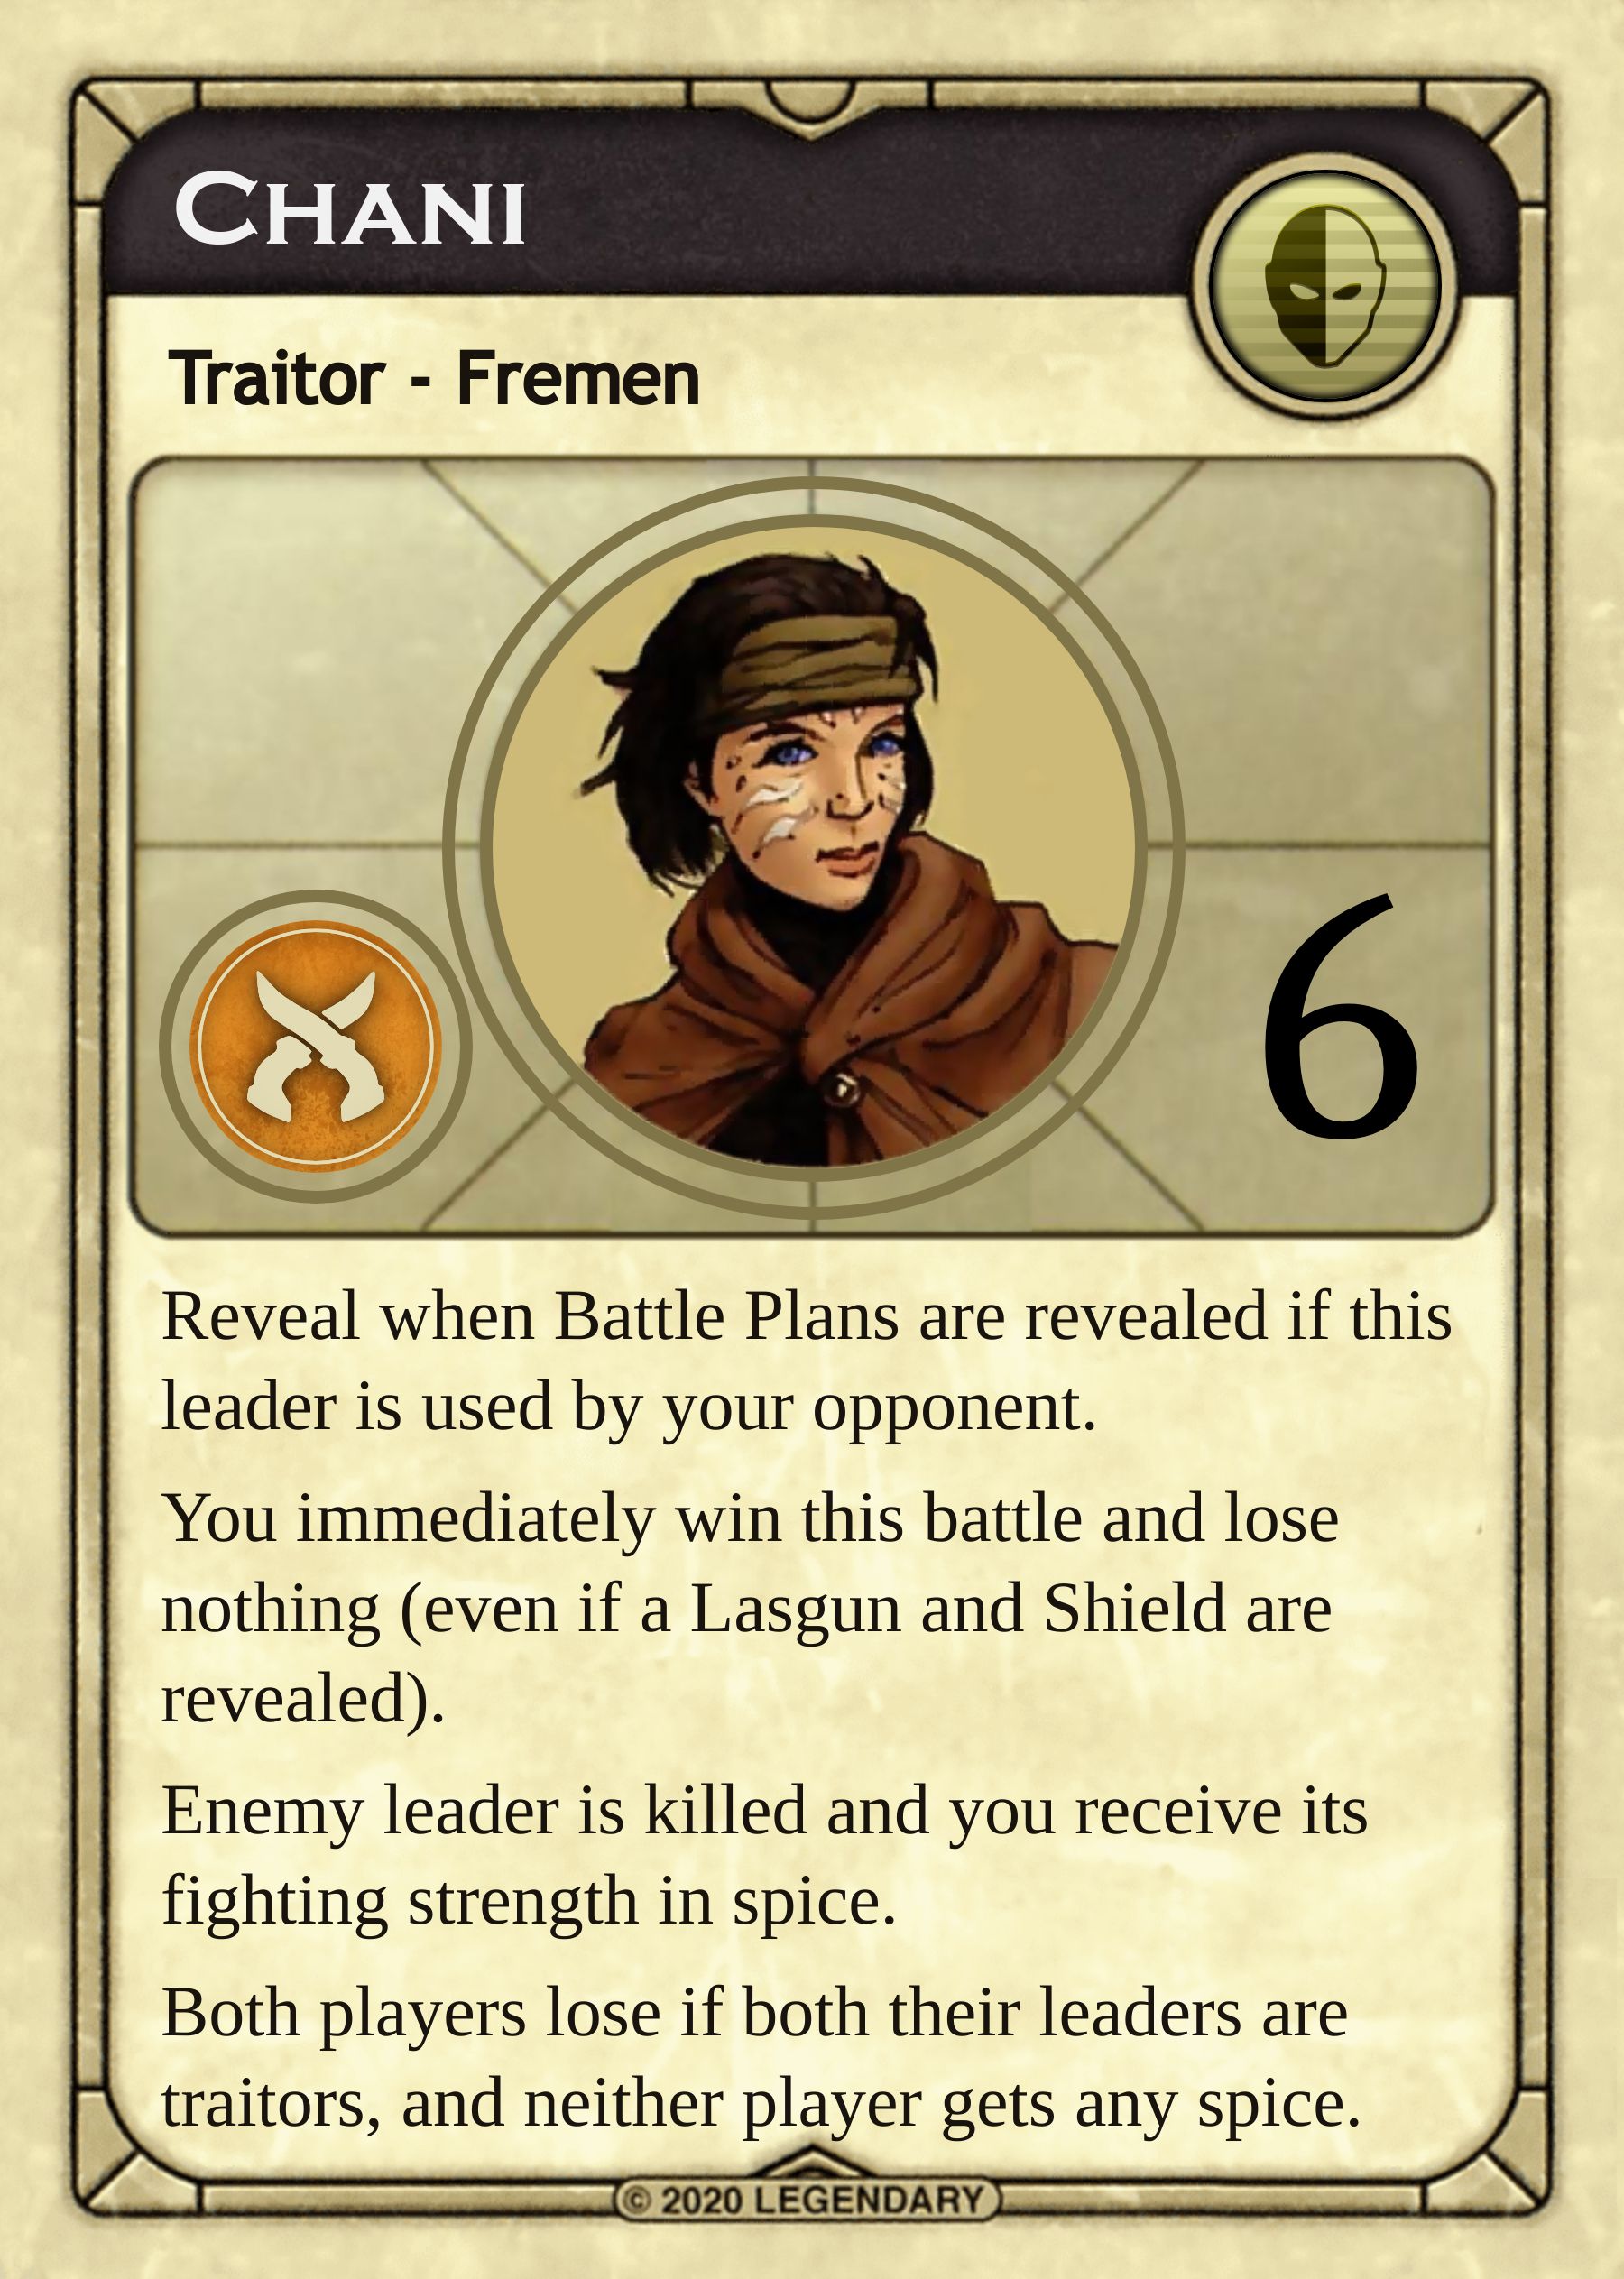 CHANI
Traitor - Fremen
6
Reveal when Battle Plans are revealed if this
leader is used by your opponent.
You immediately win this battle and lose
nothing (even if a Lasgun and Shield are
revealed).
Enemy leader is killed and you receive its
fighting strength in spice.
Both players lose if both their leaders are
traitors, and neither player gets any spice.
© 2020 LEGENDARY